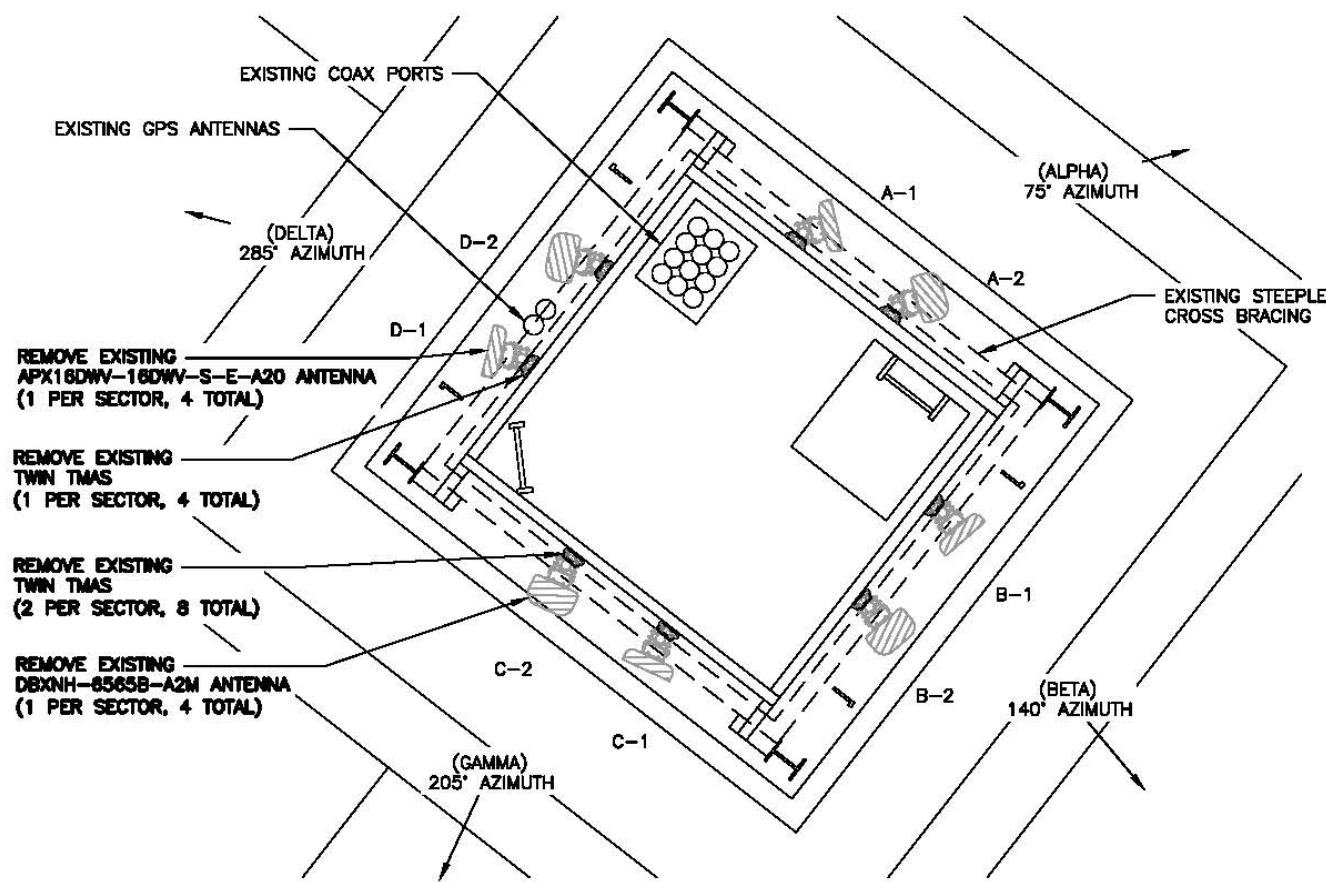 EXISTING COAX PORTS
EXISTING GPS ANTENNAS
(DELTA)
285° AZIMUTH
D-2
D-1
A-1
A-2
(ALPHA)
75° AZIMUTH
EXISTING STEEPLE
CROSS BRACING
REMOVE EXISTING
APX16DWV-16DWV-S-E-A20 ANTENNA
(1 PER SECTOR, 4 TOTAL)
REMOVE EXISTING
TWIN TMAS
(1 PER SECTOR, 4 TOTAL)
REMOVE EXISTING
TWIN TMAS
(2 PER SECTOR, 8 TOTAL)
REMOVE EXISTING
DBXNH-6565B-A2M ANTENNA
(1 PER SECTOR, 4 TOTAL)
C-2
C-1
(GAMMA)
205° AZIMUTH
B-1
B-2
(BETA)
140° AZIMUTH